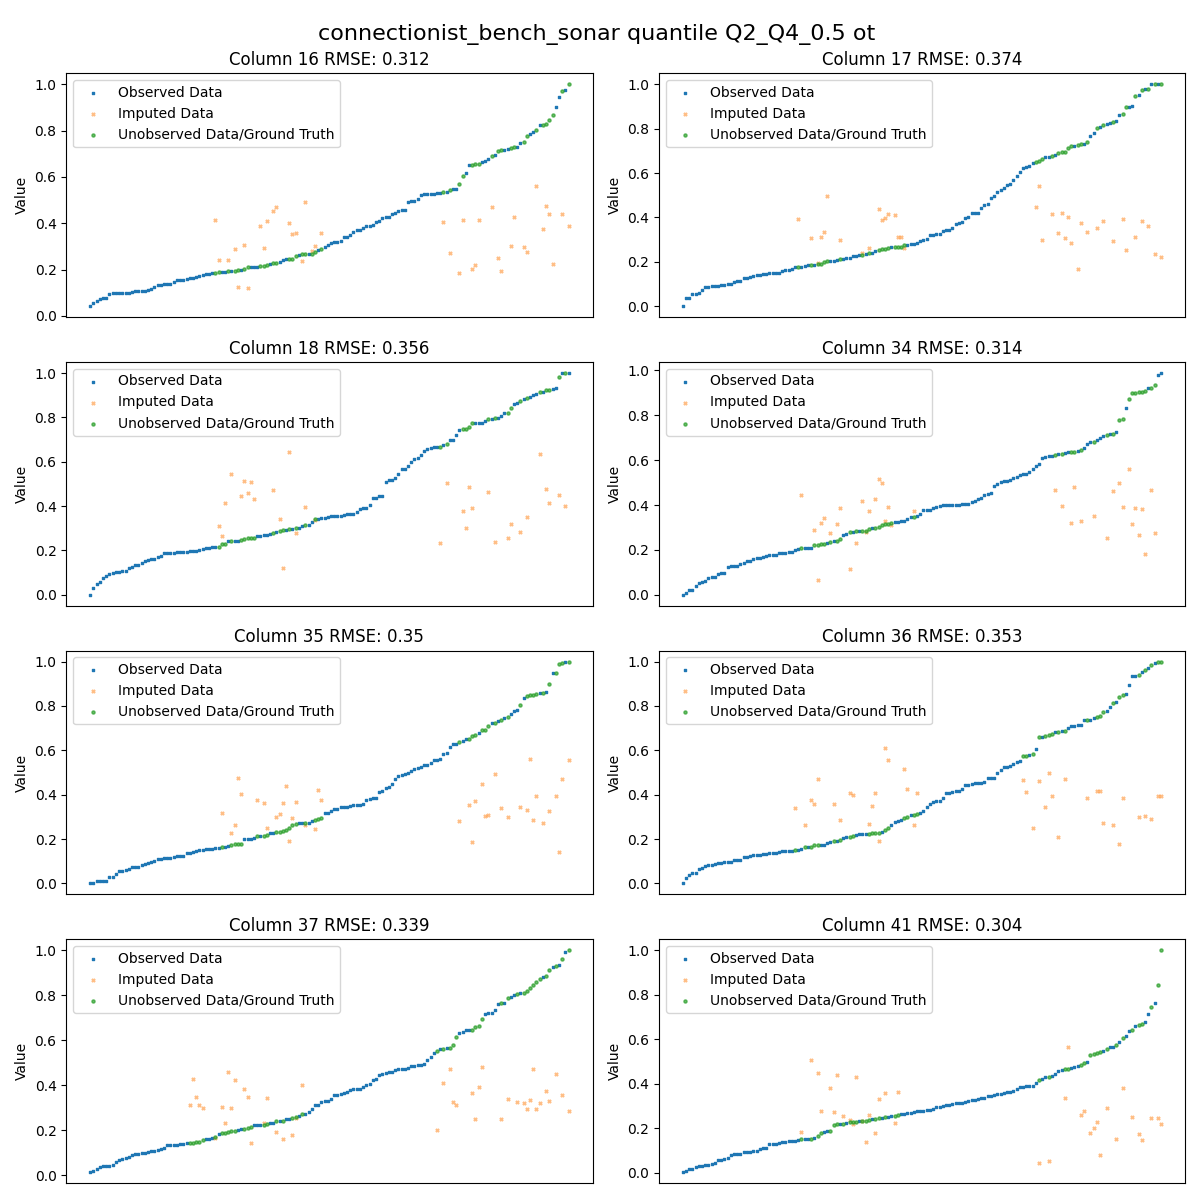 connectionist_bench_sonar quantile Q2_Q4_0.5 ot
Column 16 RMSE: 0.312
Observed Data
Imputed Data
Unobserved Data/Ground Truth
Value
1.0
0.8
0.6
0.4
0.2
0.0
Column 17 RMSE: 0.374
Observed Data
Imputed Data
Unobserved Data/Ground Truth
Value
1.0
0.8
0.6
0.4
0.2
0.0
Column 18 RMSE: 0.356
Observed Data
Imputed Data
Unobserved Data/Ground Truth
Value
1.0
0.8
0.6
0.4
0.2
0.0
Column 34 RMSE: 0.314
Observed Data
Imputed Data
Unobserved Data/Ground Truth
Value
1.0
0.8
0.6
0.4
0.2
0.0
Column 35 RMSE: 0.35
Observed Data
Imputed Data
Unobserved Data/Ground Truth
Value
1.0
0.8
0.6
0.4
0.2
0.0
Column 36 RMSE: 0.353
Observed Data
Imputed Data
Unobserved Data/Ground Truth
Value
1.0
0.8
0.6
0.4
0.2
0.0
Column 37 RMSE: 0.339
Observed Data
Imputed Data
Unobserved Data/Ground Truth
Value
1.0
0.8
0.6
0.4
0.2
0.0
Column 41 RMSE: 0.304
Observed Data
Imputed Data
Unobserved Data/Ground Truth
Value
1.0
0.8
0.6
0.4
0.2
0.0